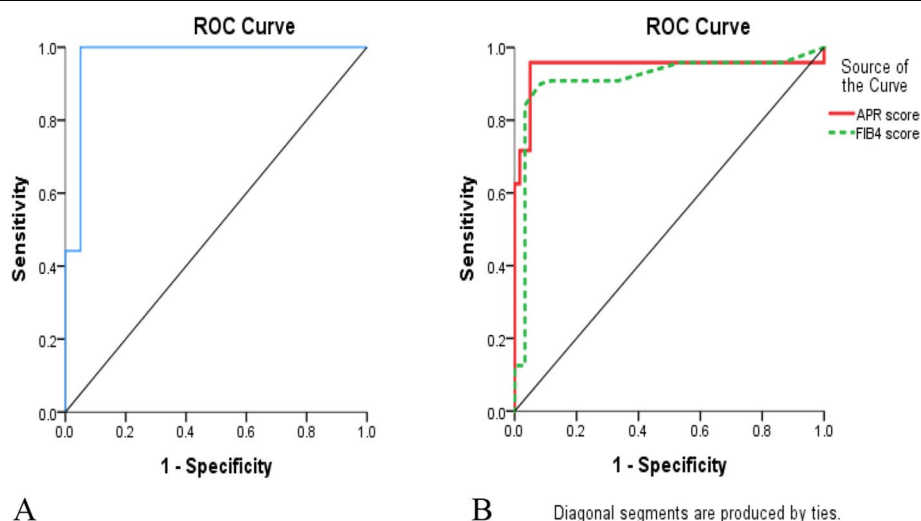 ROC Curve
1.0
0.8
0.6
0.4
0.2
0.0
Sensitivity
0.0 0.2 0.4 0.6 0.8 1.0
1 - Specificity
A
ROC Curve
1.0
0.8
0.6
0.4
0.2
0.0
Sensitivity
0.0 0.2 0.4 0.6 0.8 1.0
1 - Specificity
Source of
the Curve
APR score
FIB4 score
B
Diagonal segments are produced by ties.